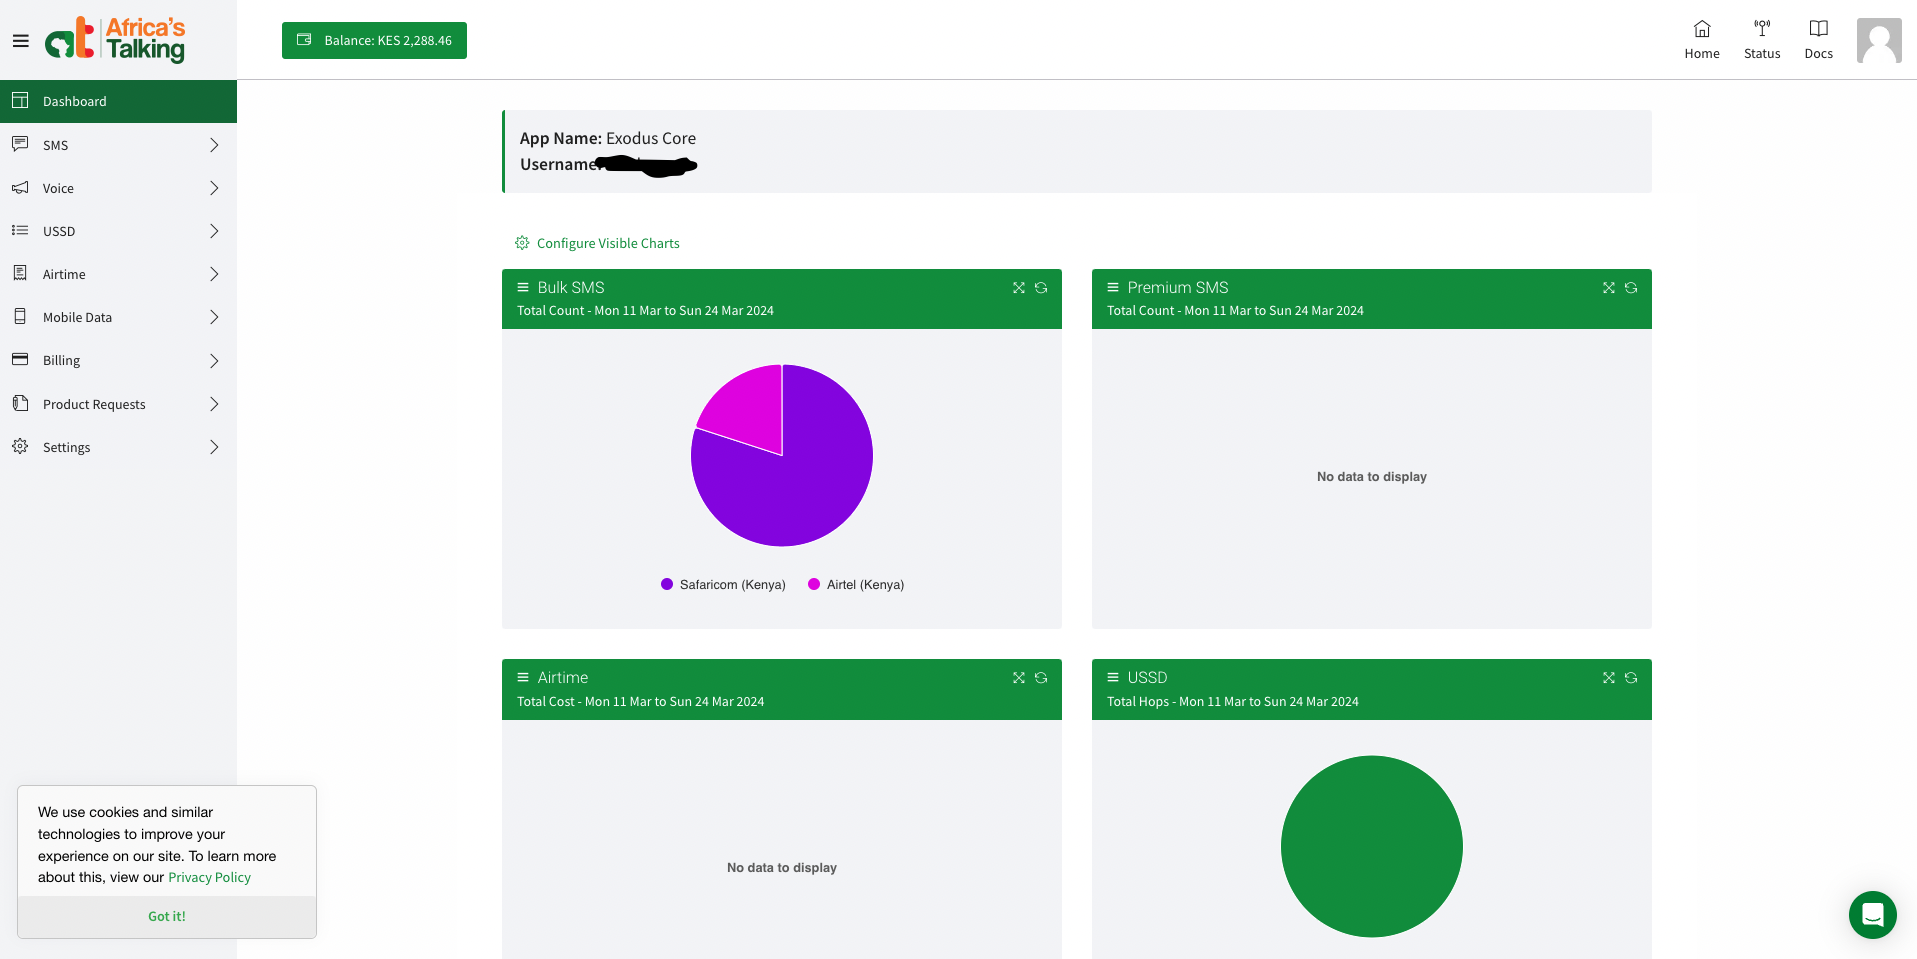 Africa's
Talking
Balance: KES 2,288.46
Home
Status
Docs
Dashboard
SMS
Voice
USSD
Airtime
Mobile Data
Billing
Product Requests
Settings
App Name: Exodus Core
Username:
Configure Visible Charts
Bulk SMS
Total Count - Mon 11 Mar to Sun 24 Mar 2024
Safaricom (Kenya)
Airtel (Kenya)
Premium SMS
Total Count - Mon 11 Mar to Sun 24 Mar 2024
No data to display
Airtime
Total Cost - Mon 11 Mar to Sun 24 Mar 2024
No data to display
USSD
Total Hops - Mon 11 Mar to Sun 24 Mar 2024
We use cookies and similar
technologies to improve your
experience on our site. To learn more
about this, view our Privacy Policy
Got it!